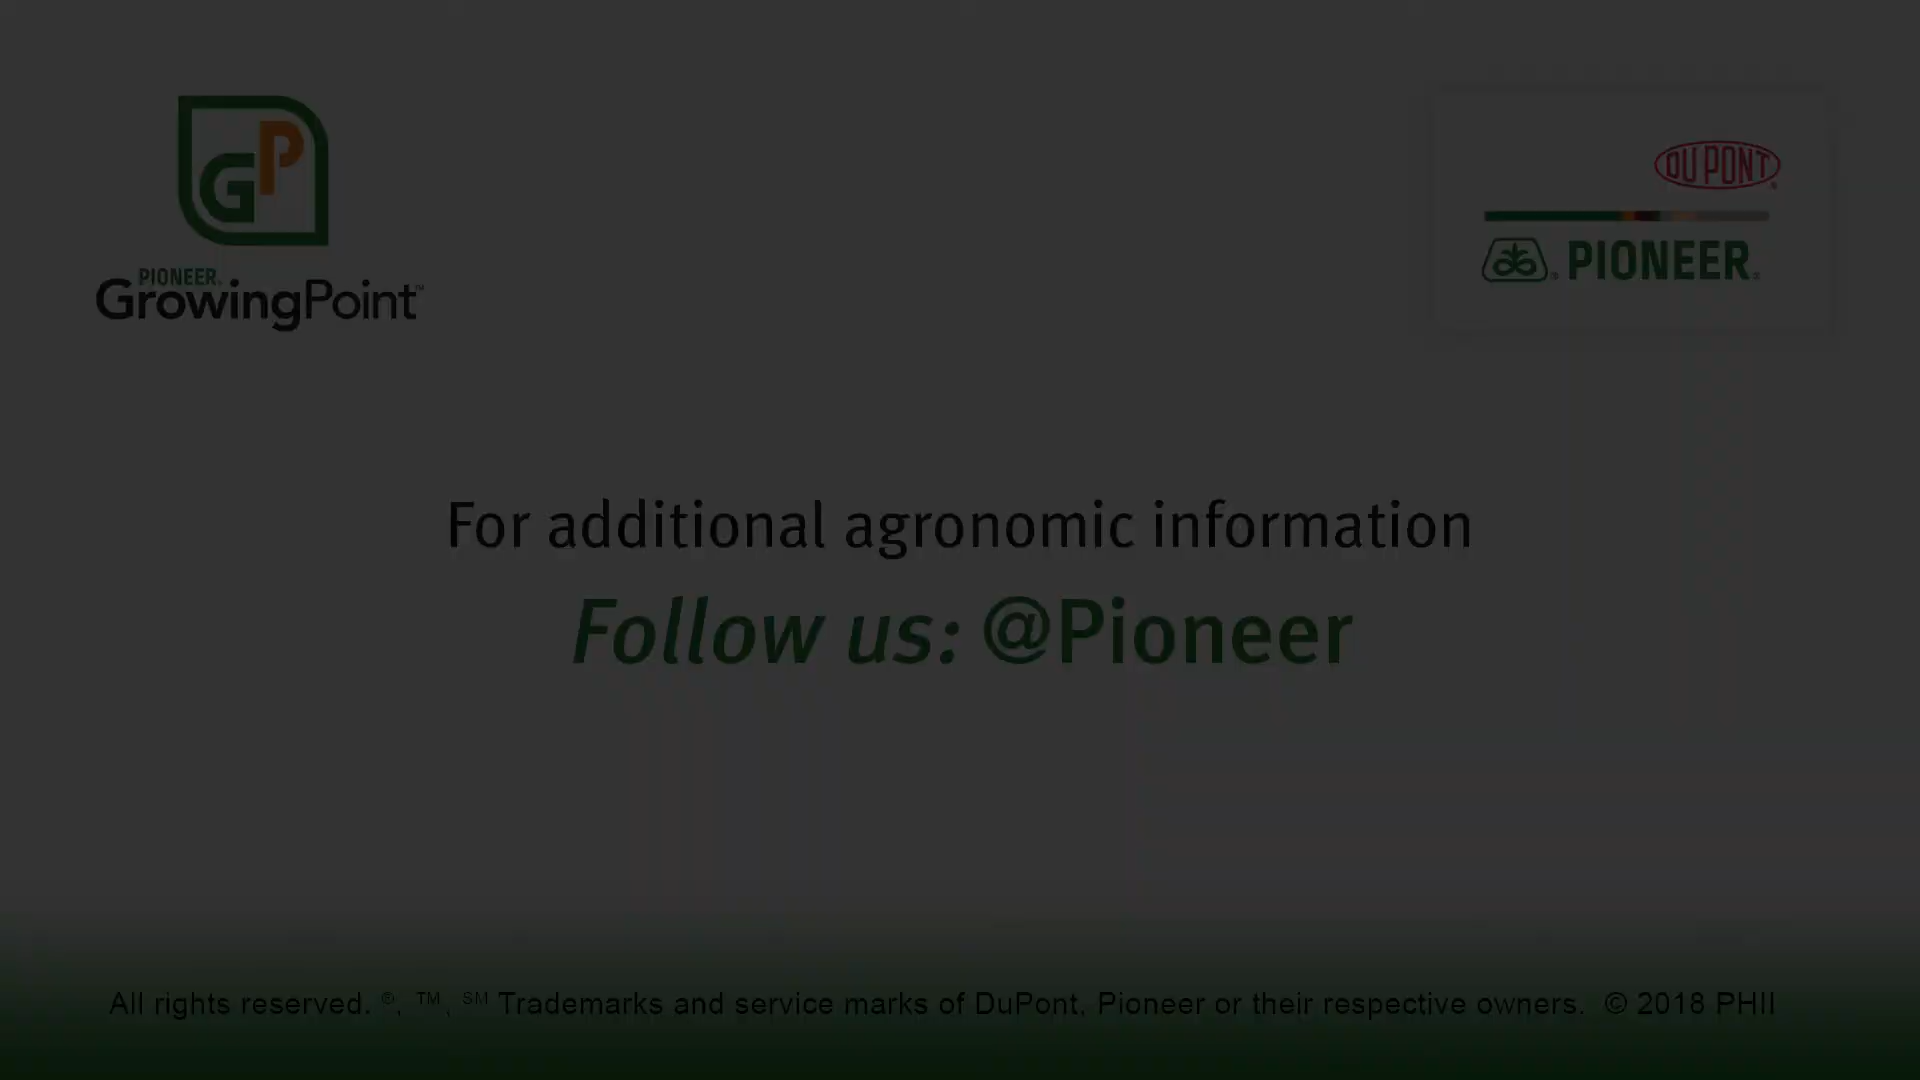 GP
PIONEER®
GrowingPoint™
DUPONT®
® PIONEER®
For additional agronomic information
Follow us: @Pioneer
All rights reserved. ®, ™, ℠ Trademarks and service marks of DuPont, Pioneer or their respective owners. © 2018 PHII